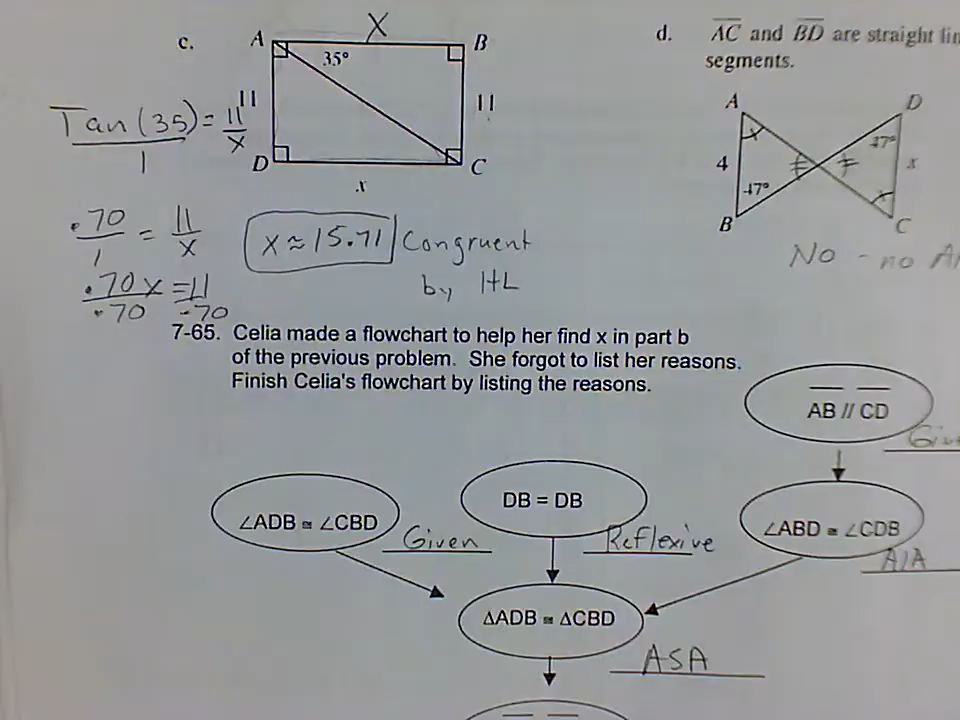 c.
A
X
B
35°
11
11
D
C
x
Tan (35) = 11
1 x
.70 = 11
1 x
.70x = 11
.70 .70
x ≈ 15.71
Congruent
by HL
d. AC and BD are straight
segments.
A
D
4
47°
47°
x
B
C
No - no
7-65. Celia made a flowchart to help her find x in part b
of the previous problem. She forgot to list her reasons.
Finish Celia's flowchart by listing the reasons.
AB // CD
∠ADB ≅ ∠CBD
Given
DB = DB
Reflexive
∠ABD ≅ ∠CDB
AIA
ΔADB ≅ ΔCBD
ASA